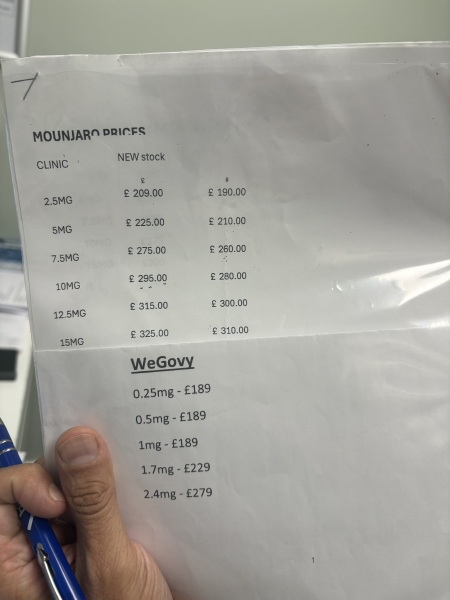 MOUNJARO PRICES
CLINIC NEW stock
£
2.5MG £ 209.00 £ 190.00
5MG £ 225.00 £ 210.00
7.5MG £ 275.00 £ 260.00
10MG £ 295.00 £ 280.00
12.5MG £ 315.00 £ 300.00
15MG £ 325.00 £ 310.00
WeGovy
0.25mg - £189
0.5mg - £189
1mg - £189
1.7mg - £229
2.4mg - £279
1